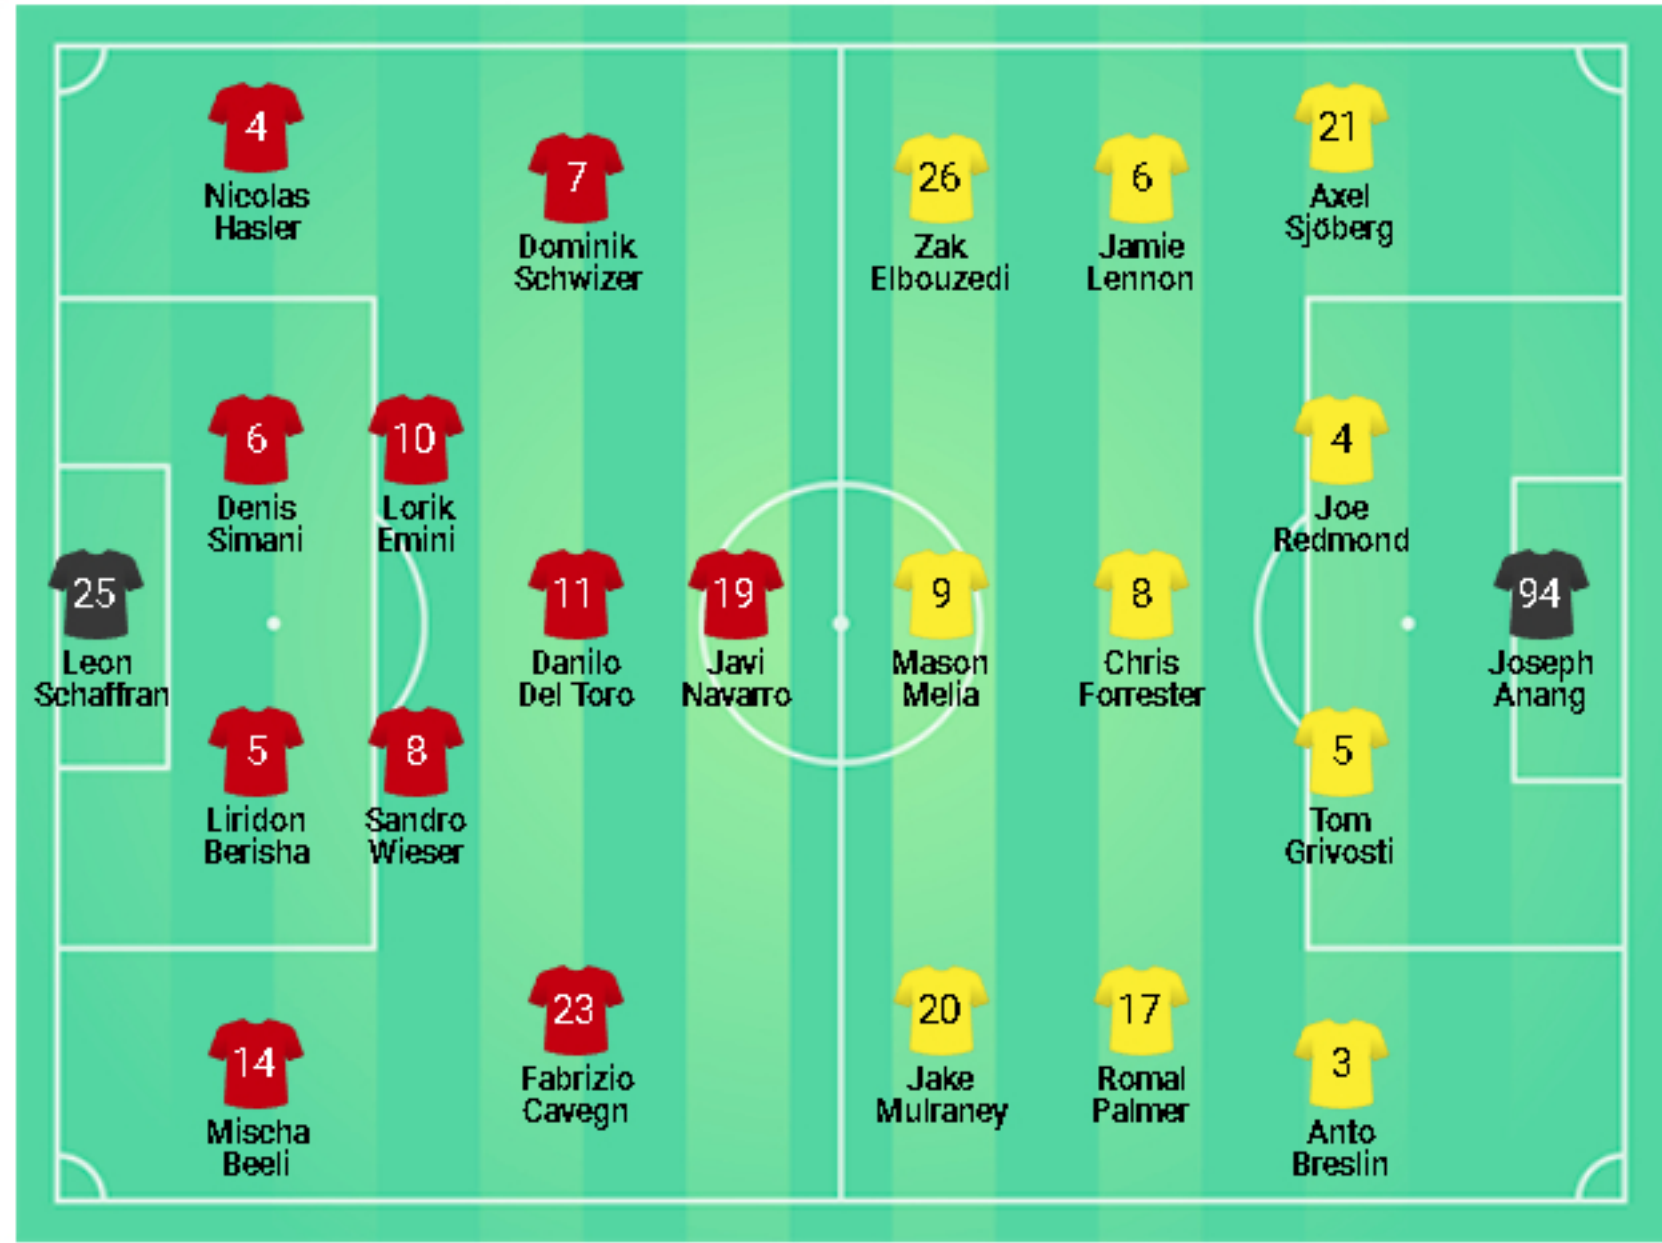 4
Nicolas
Hasler
7
Dominik
Schwizer
26
Zak
Elbouzedi
6
Jamie
Lennon
21
Axel
Sjöberg
6
Denis
Simani
10
Lorik
Emini
4
Joe
Redmond
25
Leon
Schaffran
11
Danilo
Del Toro
19
Javi
Navarro
9
Mason
Melia
8
Chris
Forrester
94
Joseph
Anang
5
Liridon
Berisha
8
Sandro
Wieser
5
Tom
Grivosti
14
Mischa
Beeli
23
Fabrizio
Cavegn
20
Jake
Mulraney
17
Romal
Palmer
3
Anto
Breslin